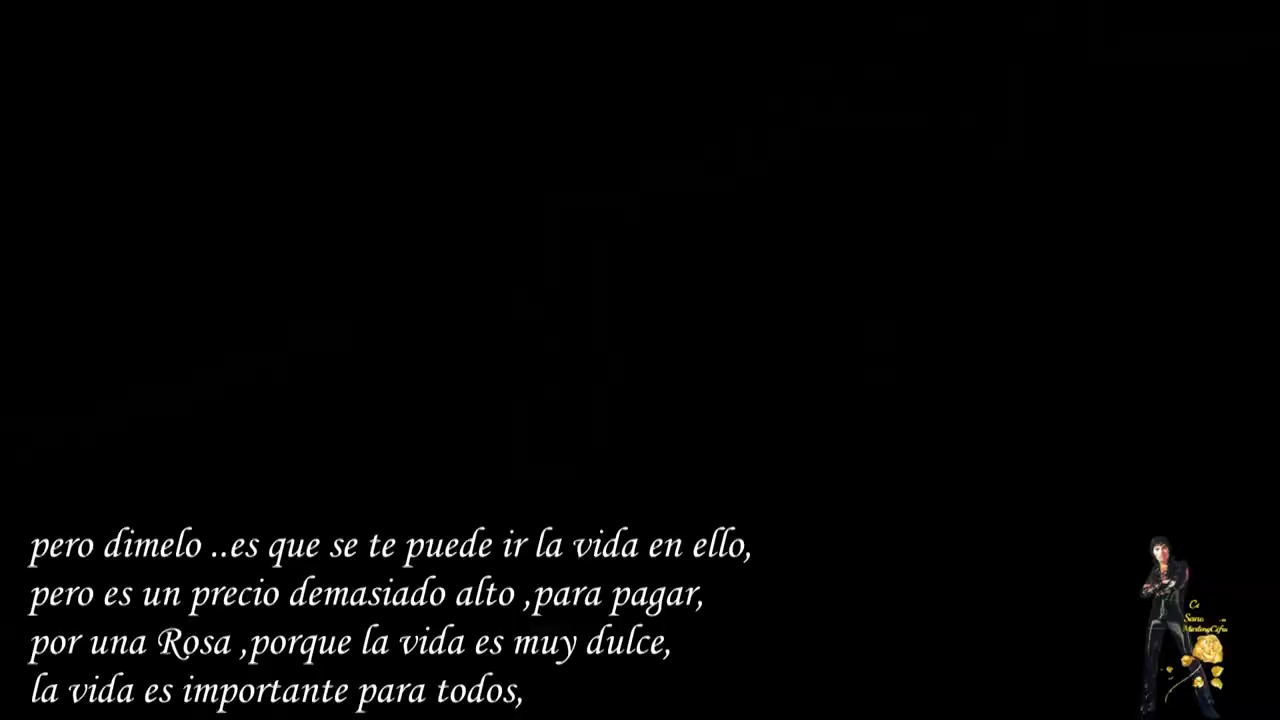 pero dimelo ..es que se te puede ir la vida en ello,
pero es un precio demasiado alto ,para pagar,
por una Rosa ,porque la vida es muy dulce,
la vida es importante para todos,